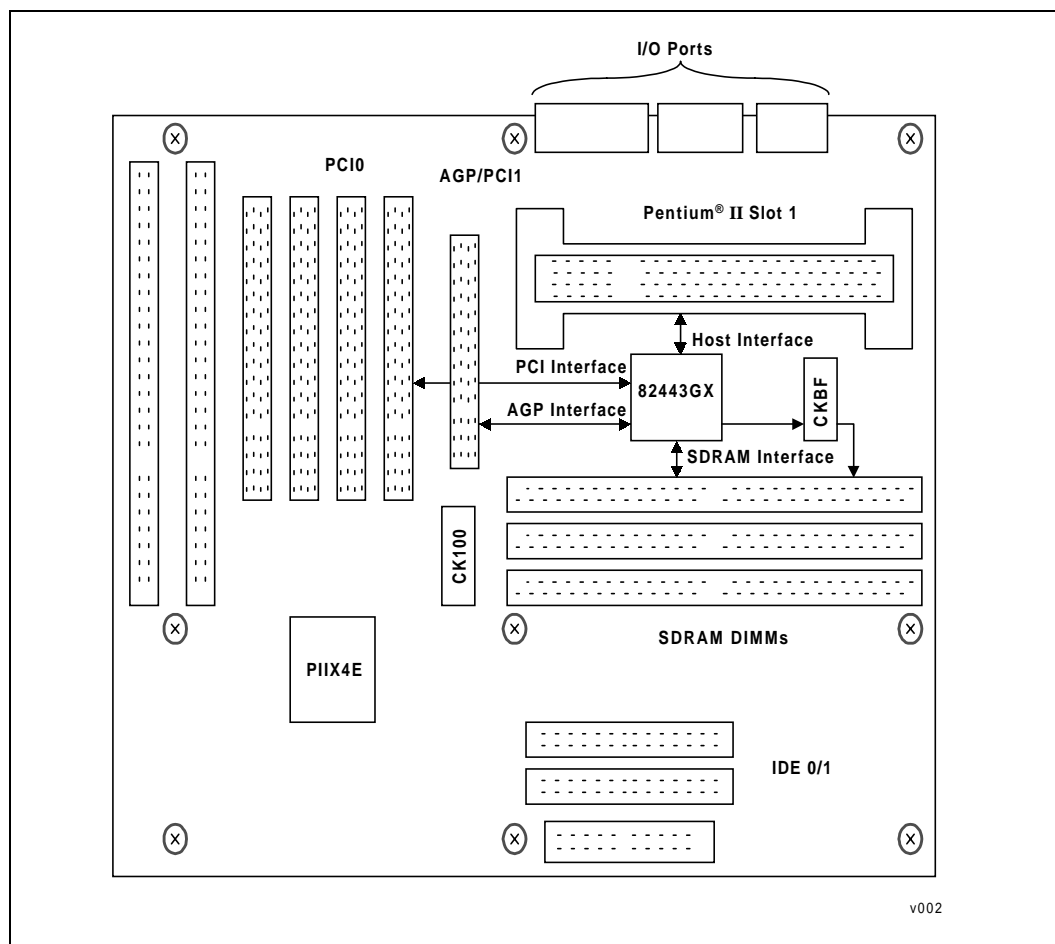 I/O Ports
PCI0
AGP/PCI1
Pentium® II Slot 1
Host Interface
PCI Interface
82443GX
CKBF
AGP Interface
SDRAM Interface
CK100
SDRAM DIMMs
PIIX4E
IDE 0/1
v002